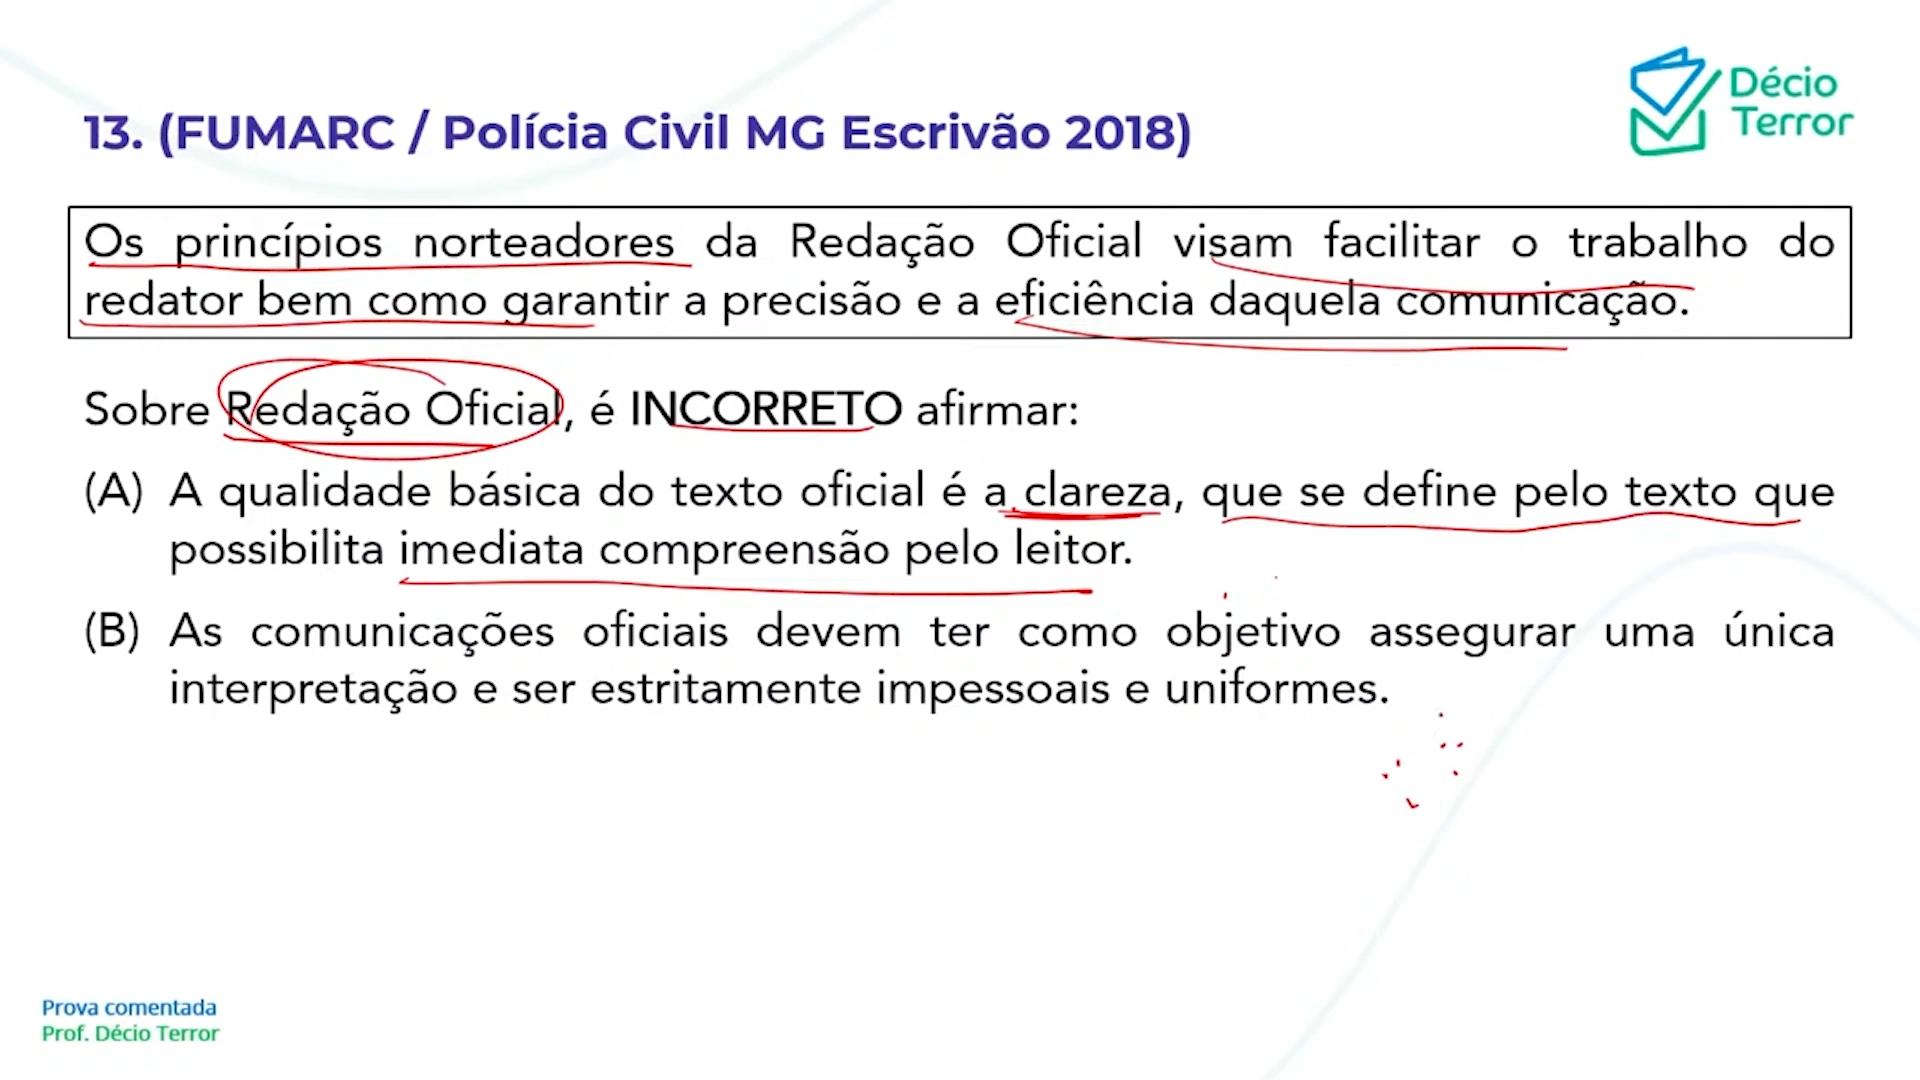 Décio
Terror
13. (FUMARC / Polícia Civil MG Escrivão 2018)
Os princípios norteadores da Redação Oficial visam facilitar o trabalho do
redator bem como garantir a precisão e a eficiência daquela comunicação.
Sobre Redação Oficial, é INCORRETO afirmar:
(A) A qualidade básica do texto oficial é a clareza, que se define pelo texto que
possibilita imediata compreensão pelo leitor.
(B) As comunicações oficiais devem ter como objetivo assegurar uma única
interpretação e ser estritamente impessoais e uniformes.
Prova comentada
Prof. Décio Terror